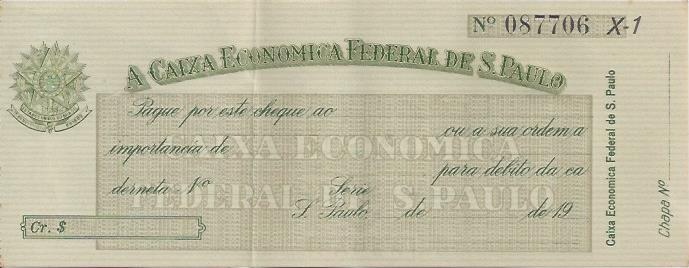 Nº 087706 X-1
A CAIXA ECONOMICA FEDERAL DE S. PAULO
Pague por este cheque ao
ou a sua ordem a
importancia de
CAIXA ECONOMICA
para debito da ca
derneta Nº
Serie
FEDERAL DE S. PAULO
S. Paulo, de de 19
Cr. $
Caixa Economica Federal de S. Paulo
Chapa Nº